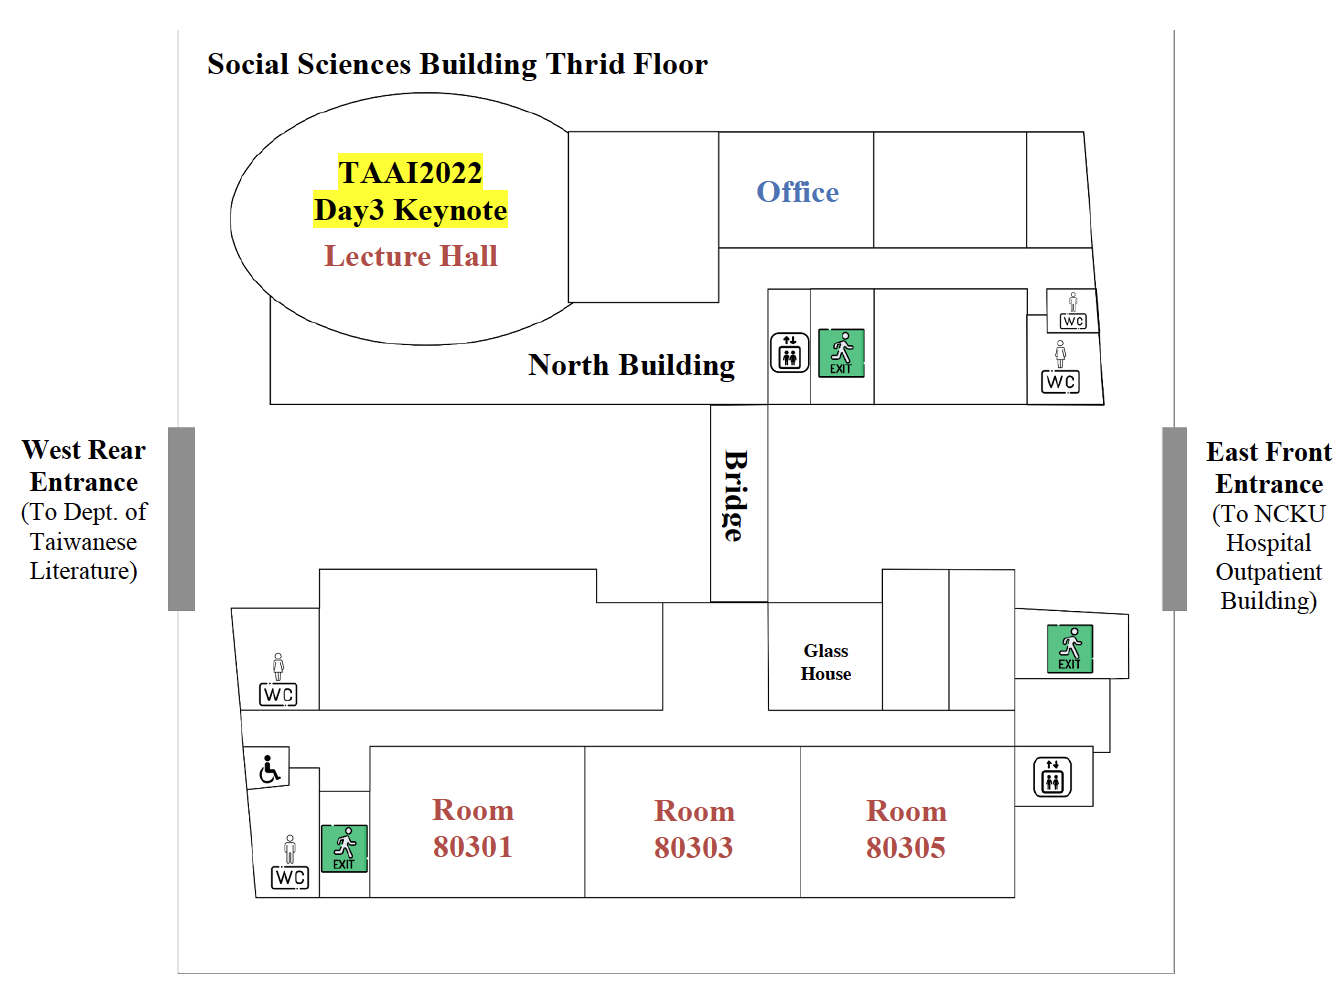 Social Sciences Building Thrid Floor
TAAI2022
Day3 Keynote
Lecture Hall
Office
WC
WC
EXIT
North Building
West Rear
Entrance
(To Dept. of
Taiwanese
Literature)
Bridge
East Front
Entrance
(To NCKU
Hospital
Outpatient
Building)
Glass
House
EXIT
WC
Room
80301
Room
80303
Room
80305
EXIT
WC